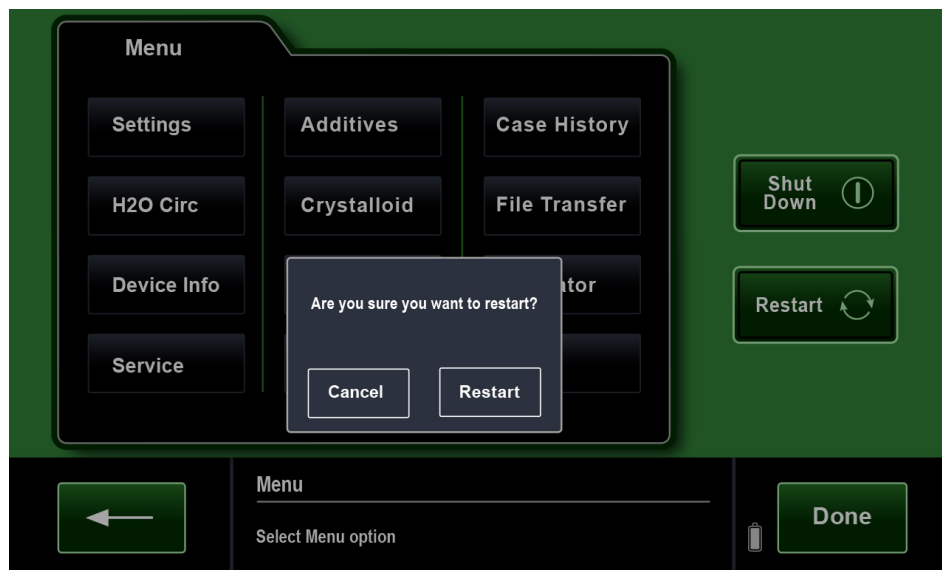 Menu
Settings
Additives
Case History
H2O Circ
Crystalloid
File Transfer
Device Info
Service
Are you sure you want to restart?
Cancel
Restart
Shut
Down
Restart
Menu
Select Menu option
Done